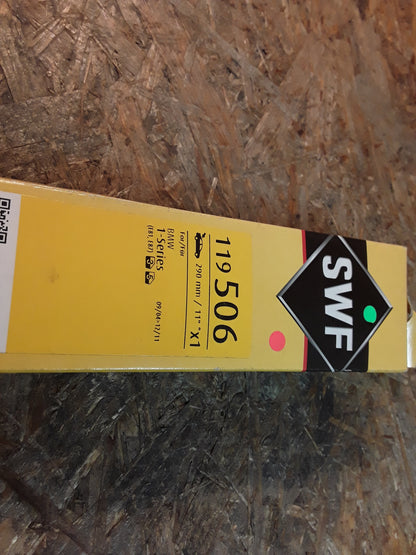 SWF
119 506
290 mm / 11" x1
For/Für
BMW
1-Series
(E81, E87)
09/04-12/11